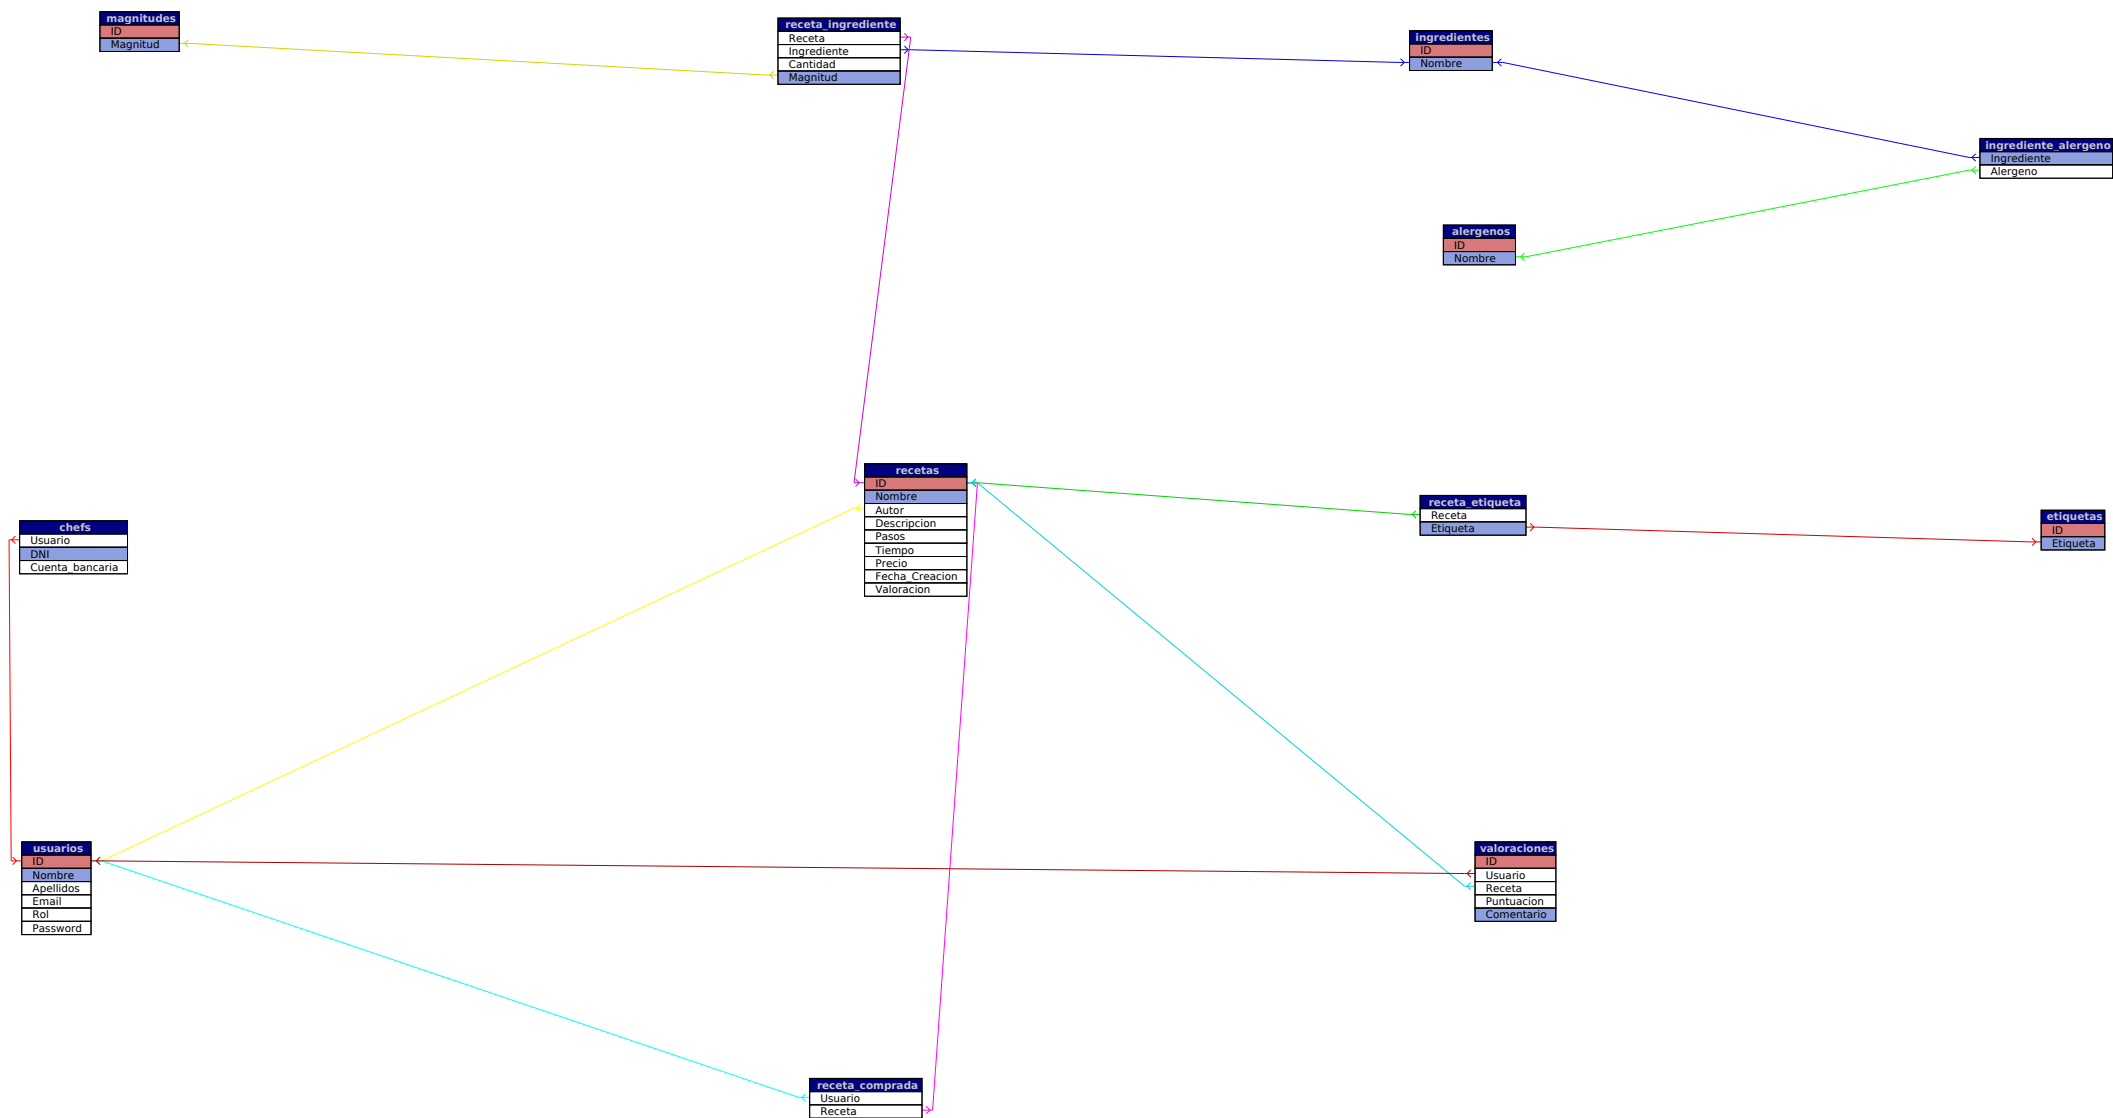 magnitudes
ID
Magnitud
receta_ingrediente
Receta
Ingrediente
Cantidad
Magnitud
ingredientes
ID
Nombre
ingrediente_alergeno
Ingrediente
Alergeno
alergenos
ID
Nombre
recetas
ID
Nombre
Autor
Descripcion
Pasos
Tiempo
Precio
Fecha_Creacion
Valoracion
receta_etiqueta
Receta
Etiqueta
etiquetas
ID
Etiqueta
chefs
Usuario
DNI
Cuenta_bancaria
usuarios
ID
Nombre
Apellidos
Email
Rol
Password
valoraciones
ID
Usuario
Receta
Puntuacion
Comentario
receta_comprada
Usuario
Receta